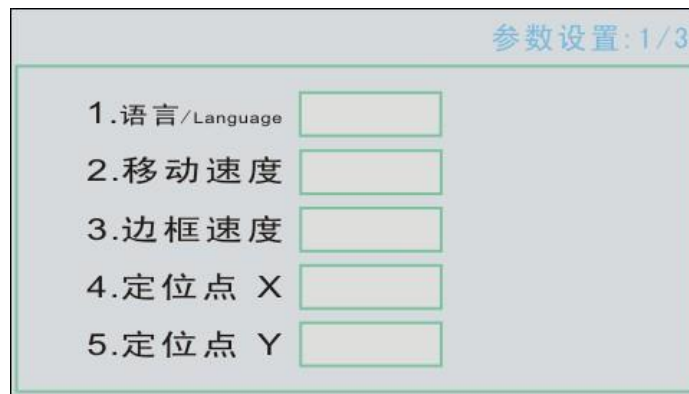 参数设置:1/3
1.语言/Language
2.移动速度
3.边框速度
4.定位点 X
5.定位点 Y